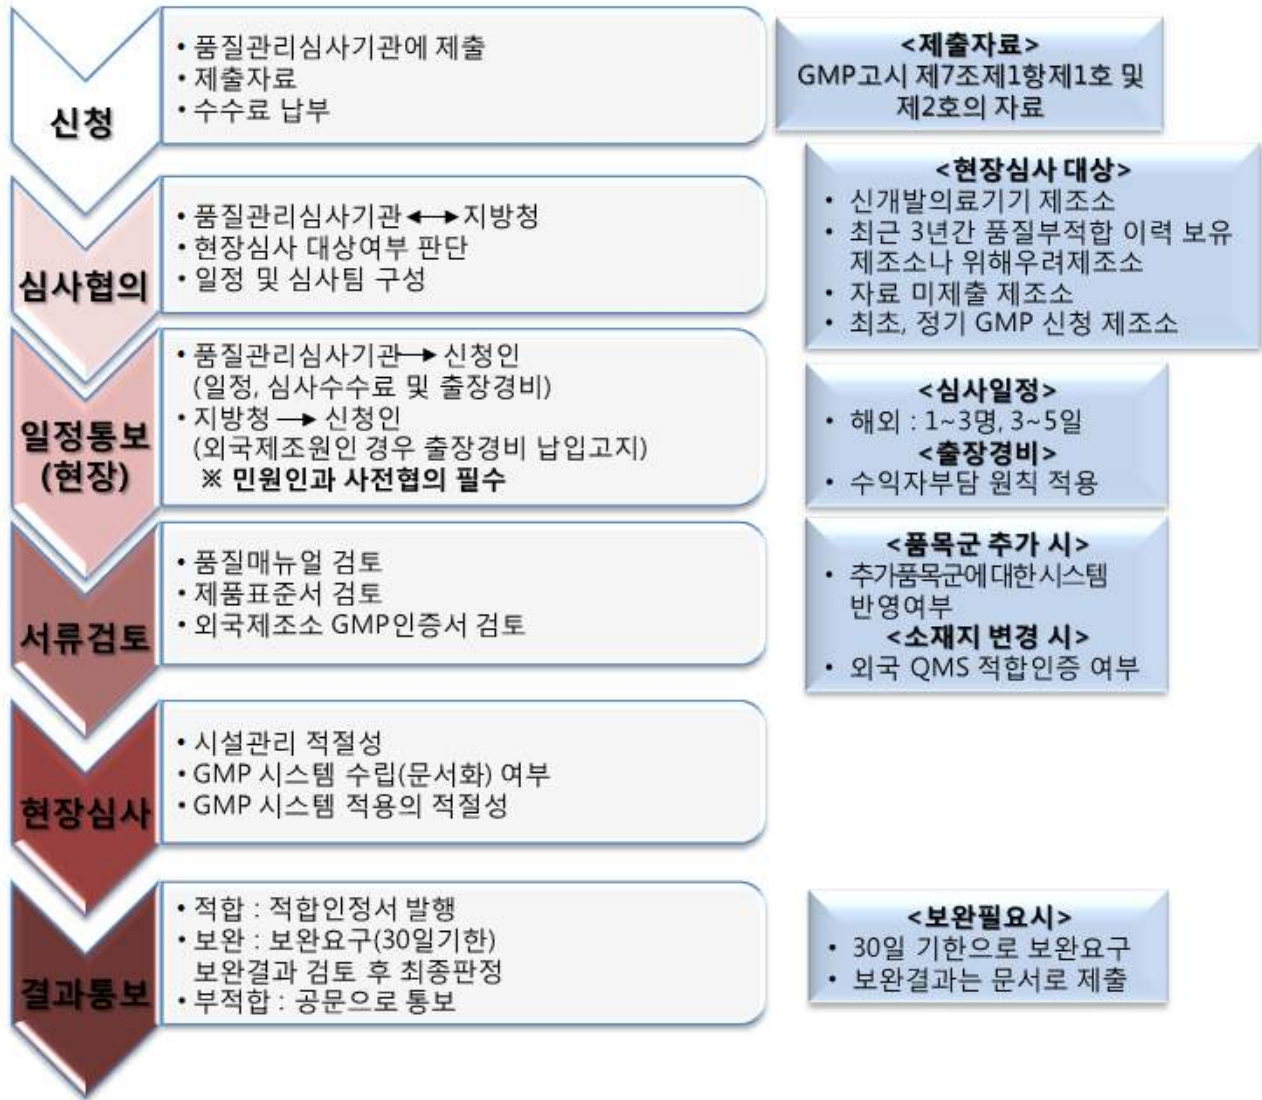 신청
• 품질관리심사기관에 제출
• 제출자료
• 수수료 납부
<제출자료>
GMP고시 제7조제1항제1호 및
제2호의 자료
심사협의
• 품질관리심사기관 ↔ 지방청
• 현장심사 대상여부 판단
• 일정 및 심사팀 구성
<현장심사 대상>
• 신개발의료기기 제조소
• 최근 3년간 품질부적합 이력 보유
제조소나 위해우려제조소
• 자료 미제출 제조소
• 최초, 정기 GMP 신청 제조소
일정통보
(현장)
• 품질관리심사기관 → 신청인
(일정, 심사수수료 및 출장경비)
• 지방청 → 신청인
(외국제조원인 경우 출장경비 납입고지)
※ 민원인과 사전협의 필수
<심사일정>
• 해외 : 1~3명, 3~5일
<출장경비>
• 수익자부담 원칙 적용
서류검토
• 품질매뉴얼 검토
• 제품표준서 검토
• 외국제조소 GMP인증서 검토
<품목군 추가 시>
• 추가품목군에 대한 시스템
반영여부
<소재지 변경 시>
• 외국 QMS 적합인증 여부
현장심사
• 시설관리 적절성
• GMP 시스템 수립(문서화) 여부
• GMP 시스템 적용의 적절성
결과통보
• 적합 : 적합인정서 발행
• 보완 : 보완요구(30일기한)
보완결과 검토 후 최종판정
• 부적합 : 공문으로 통보
<보완필요시>
• 30일 기한으로 보완요구
• 보완결과는 문서로 제출